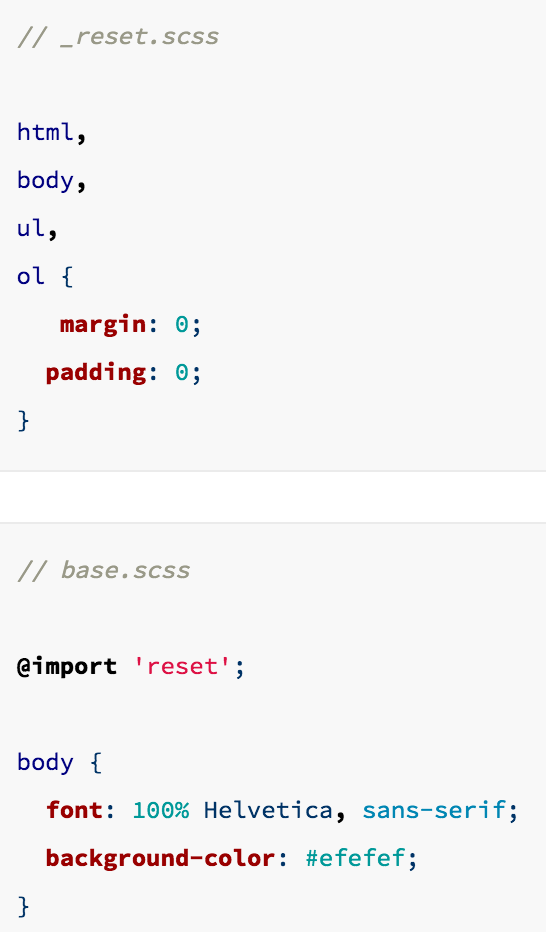 // _reset.scss
html,
body,
ul,
ol {
   margin: 0;
  padding: 0;
}
// base.scss
@import 'reset';
body {
  font: 100% Helvetica, sans-serif;
  background-color: #efefef;
}